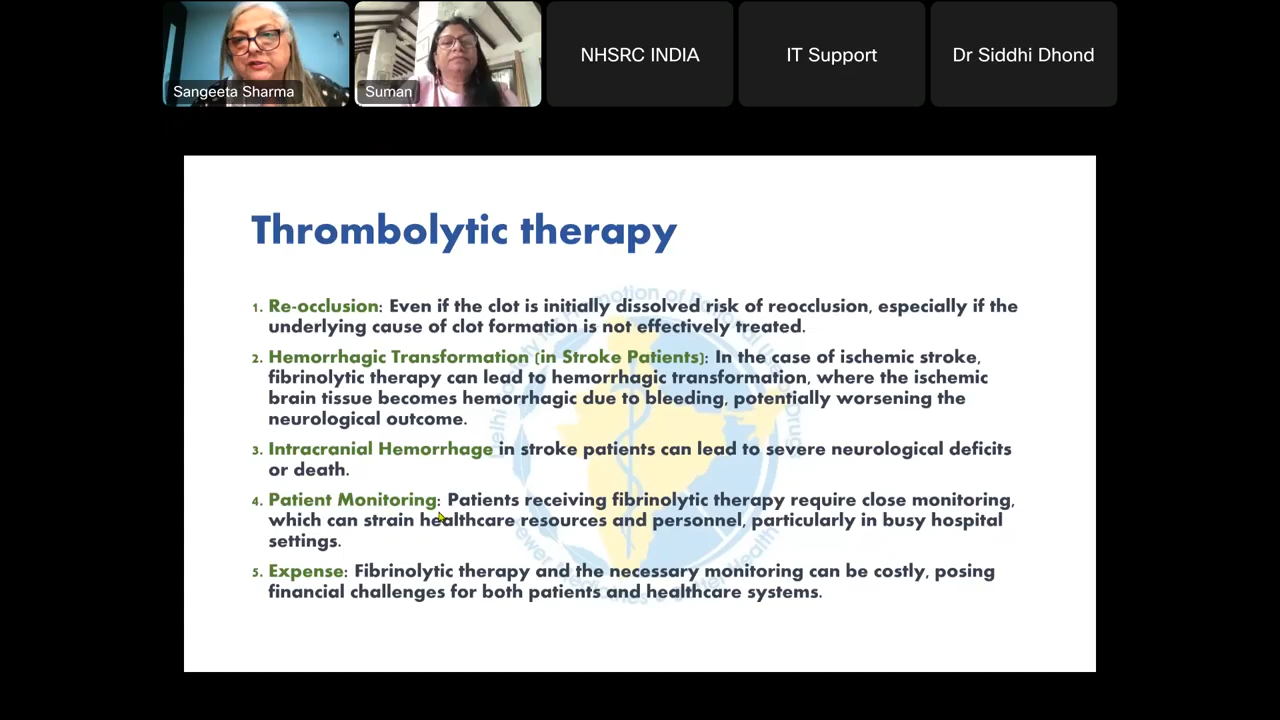 Sangeeta Sharma
Suman
NHSRC INDIA
IT Support
Dr Siddhi Dhond
Thrombolytic therapy
1. Re-occlusion: Even if the clot is initially dissolved risk of reocclusion, especially if the
underlying cause of clot formation is not effectively treated.
2. Hemorrhagic Transformation (in Stroke Patients): In the case of ischemic stroke,
fibrinolytic therapy can lead to hemorrhagic transformation, where the ischemic
brain tissue becomes hemorrhagic due to bleeding, potentially worsening the
neurological outcome.
3. Intracranial Hemorrhage in stroke patients can lead to severe neurological deficits
or death.
4. Patient Monitoring: Patients receiving fibrinolytic therapy require close monitoring,
which can strain healthcare resources and personnel, particularly in busy hospital
settings.
5. Expense: Fibrinolytic therapy and the necessary monitoring can be costly, posing
financial challenges for both patients and healthcare systems.